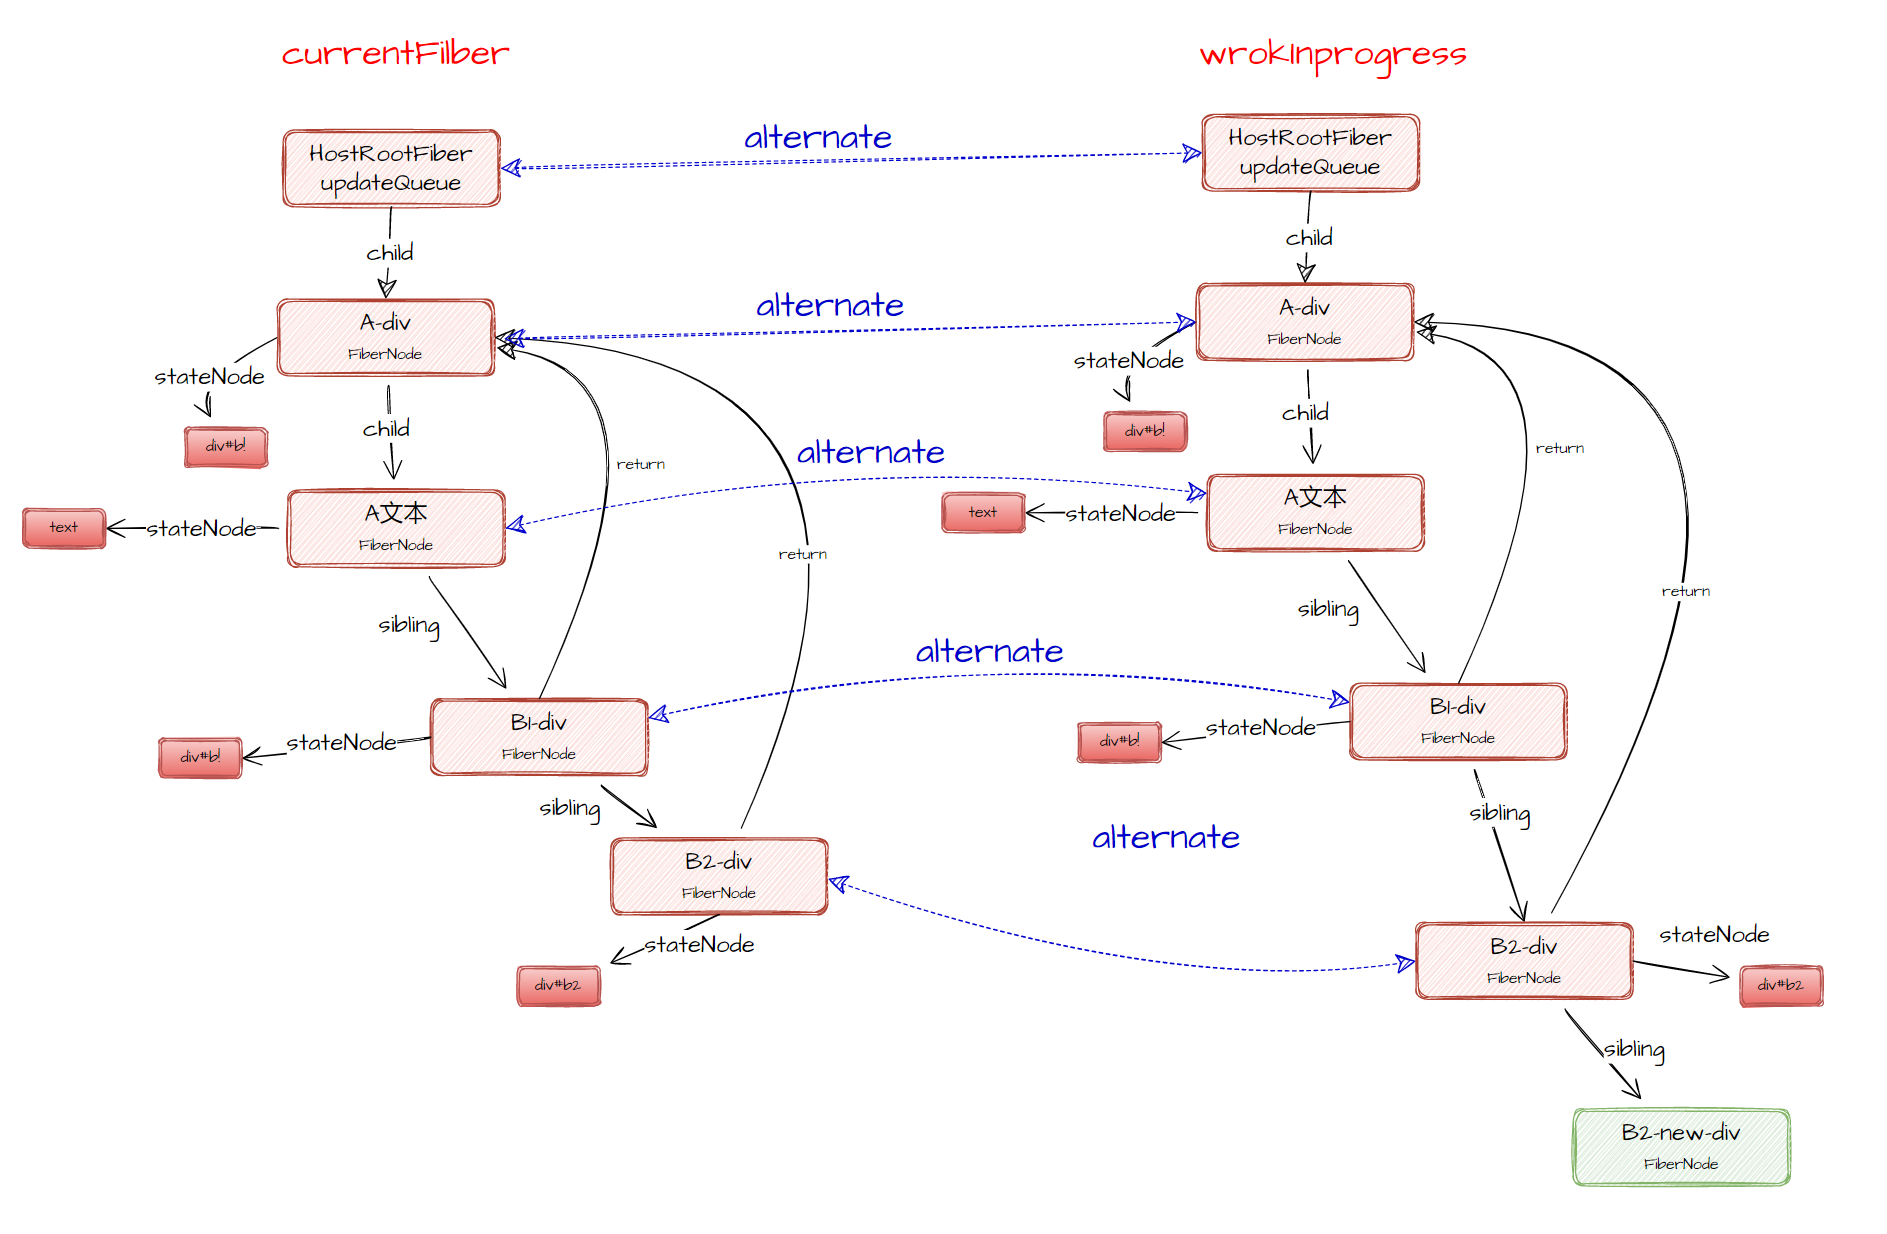 currentFilber
wrokInprogress
HostRootFiber
updateQueue
alternate
HostRootFiber
updateQueue
child
child
A-div
FiberNode
alternate
A-div
FiberNode
stateNode
stateNode
div#b!
child
child
div#b!
return
alternate
return
A文本
FiberNode
text
stateNode
A文本
FiberNode
text
stateNode
return
return
sibling
sibling
alternate
B1-div
FiberNode
B1-div
FiberNode
div#b!
stateNode
div#b!
stateNode
sibling
sibling
alternate
B2-div
FiberNode
stateNode
div#b2
B2-div
FiberNode
stateNode
div#b2
sibling
B2-new-div
FiberNode